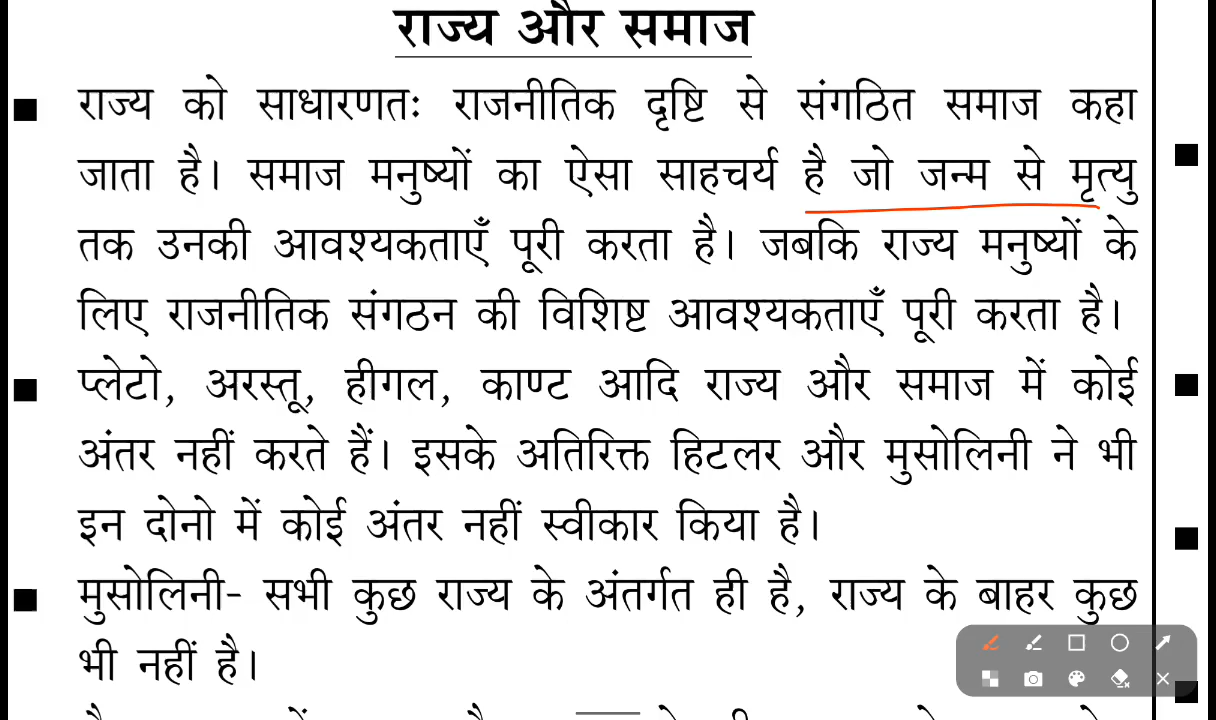 राज्य और समाज
राज्य को साधारणतः राजनीतिक दृष्टि से संगठित समाज कहा
जाता है। समाज मनुष्यों का ऐसा साहचर्य है जो जन्म से मृत्यु
तक उनकी आवश्यकताएँ पूरी करता है। जबकि राज्य मनुष्यों के
लिए राजनीतिक संगठन की विशिष्ट आवश्यकताएँ पूरी करता है।
प्लेटो, अरस्तू, हीगल, काण्ट आदि राज्य और समाज में कोई
अंतर नहीं करते हैं। इसके अतिरिक्त हिटलर और मुसोलिनी ने भी
इन दोनो में कोई अंतर नहीं स्वीकार किया है।
मुसोलिनी- सभी कुछ राज्य के अंतर्गत ही है, राज्य के बाहर कुछ
भी नहीं है।